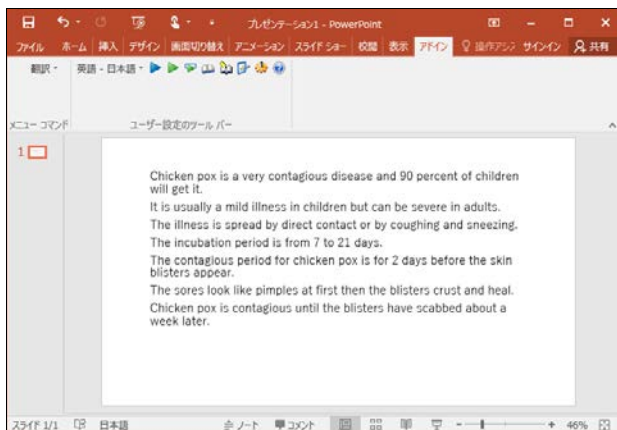 プレゼンテーション1 - PowerPoint
ファイル ホーム 挿入 デザイン 画面切り替え アニメーション スライド ショー 校閲 表示 アドイン 操作アシス サインイン 共有
翻訳 英語 - 日本語
メニュー コマンド ユーザー設定のツール バー
1
Chicken pox is a very contagious disease and 90 percent of children
will get it.
It is usually a mild illness in children but can be severe in adults.
The illness is spread by direct contact or by coughing and sneezing.
The incubation period is from 7 to 21 days.
The contagious period for chicken pox is for 2 days before the skin
blisters appear.
The sores look like pimples at first then the blisters crust and heal.
Chicken pox is contagious until the blisters have scabbed about a
week later.
スライド 1/1 日本語 ノート コメント 46%